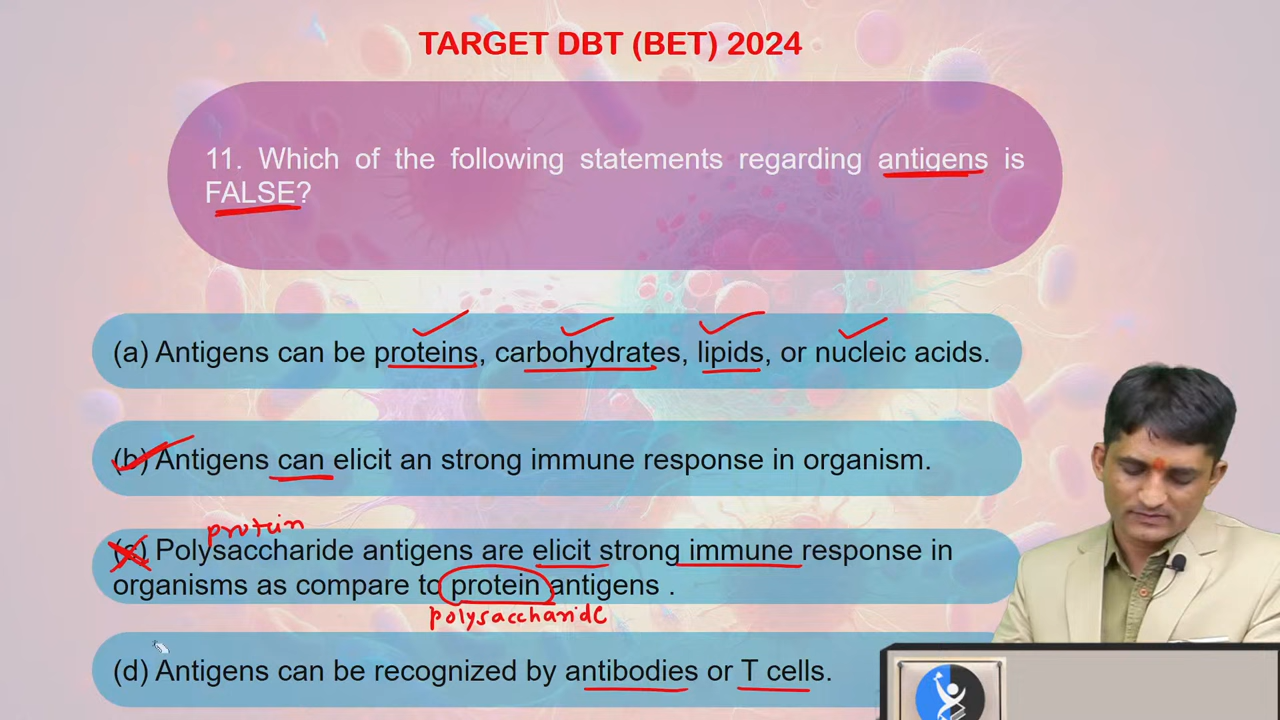 TARGET DBT (BET) 2024
11. Which of the following statements regarding antigens is
FALSE?
(a) Antigens can be proteins, carbohydrates, lipids, or nucleic acids.
(b) Antigens can elicit an strong immune response in organism.
protein
(c) Polysaccharide antigens are elicit strong immune response in
organisms as compare to protein antigens .
polysaccharide
(d) Antigens can be recognized by antibodies or T cells.